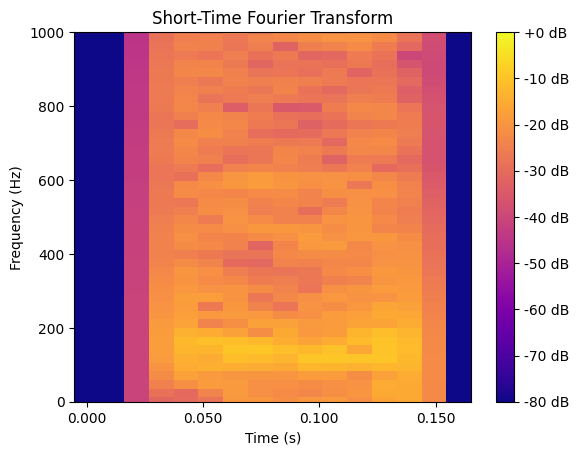 Short-Time Fourier Transform
1000
800
600
400
200
0
Frequency (Hz)
0.000
0.050
0.100
0.150
Time (s)
+0 dB
-10 dB
-20 dB
-30 dB
-40 dB
-50 dB
-60 dB
-70 dB
-80 dB